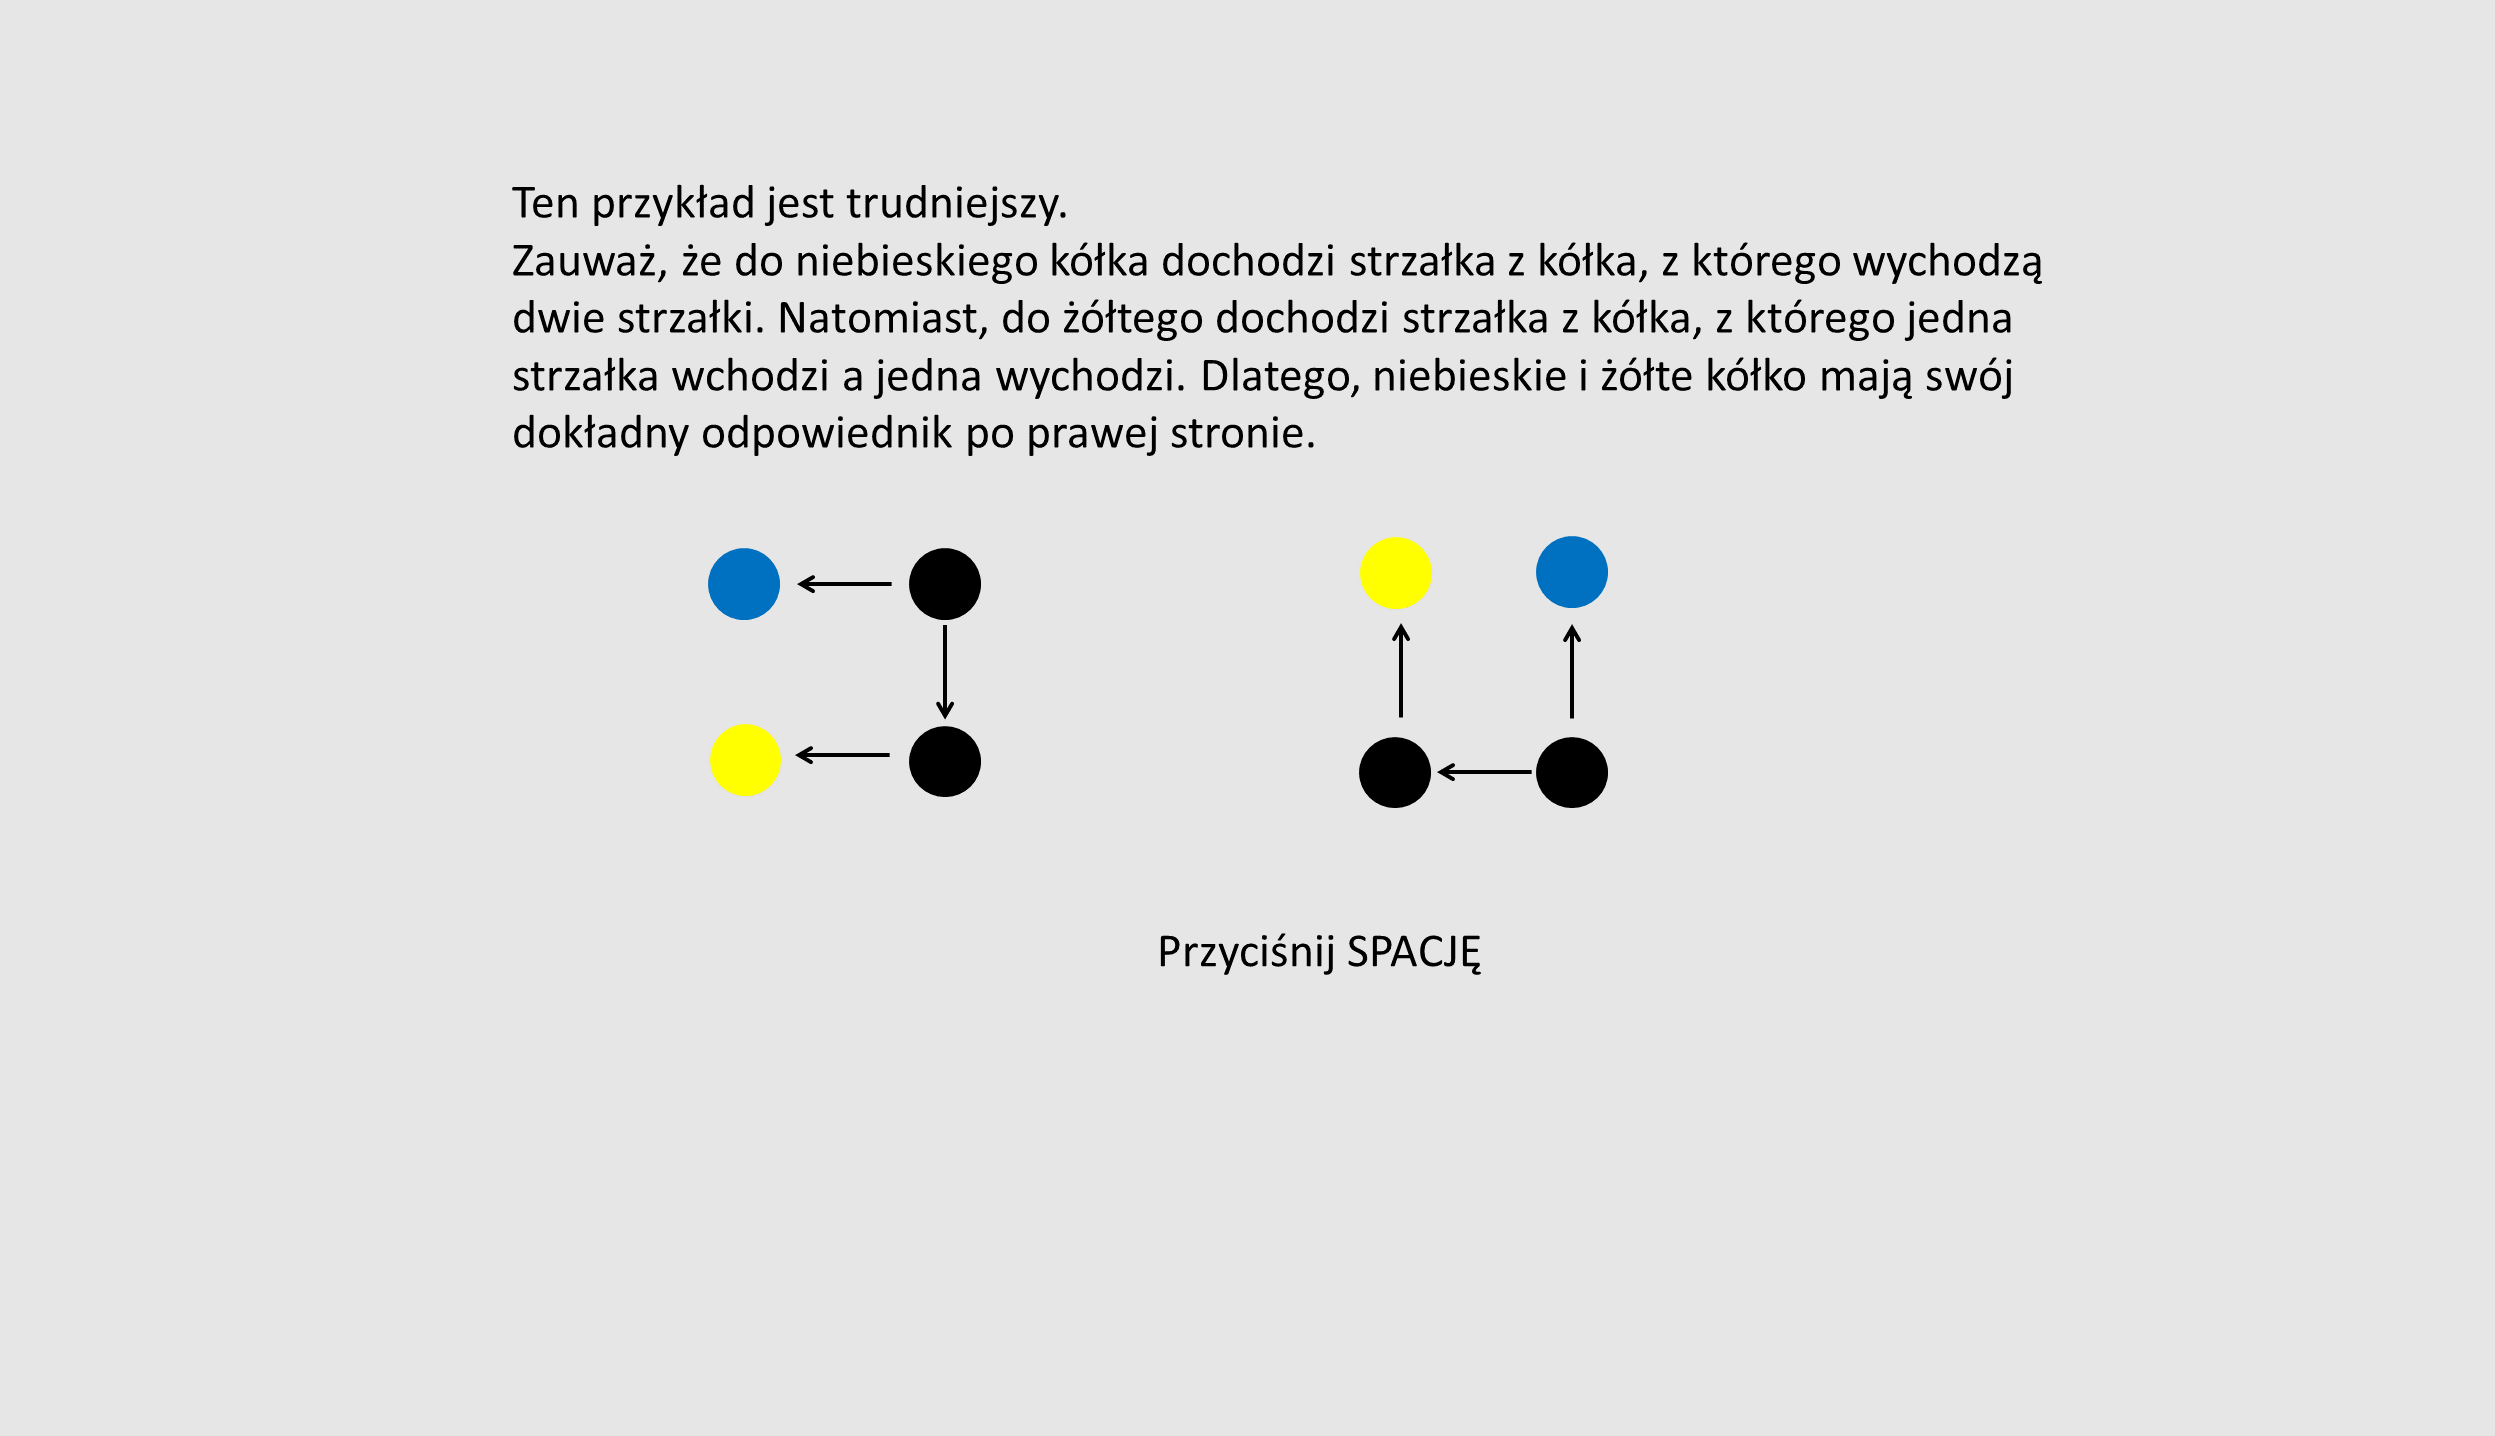 Ten przykład jest trudniejszy.
Zauważ, że do niebieskiego kółka dochodzi strzałka z kółka, z którego wychodzą
dwie strzałki. Natomiast, do żółtego dochodzi strzałka z kółka, z którego jedna
strzałka wchodzi a jedna wychodzi. Dlatego, niebieskie i żółte kółko mają swój
dokładny odpowiednik po prawej stronie.
Przyciśnij SPACJĘ